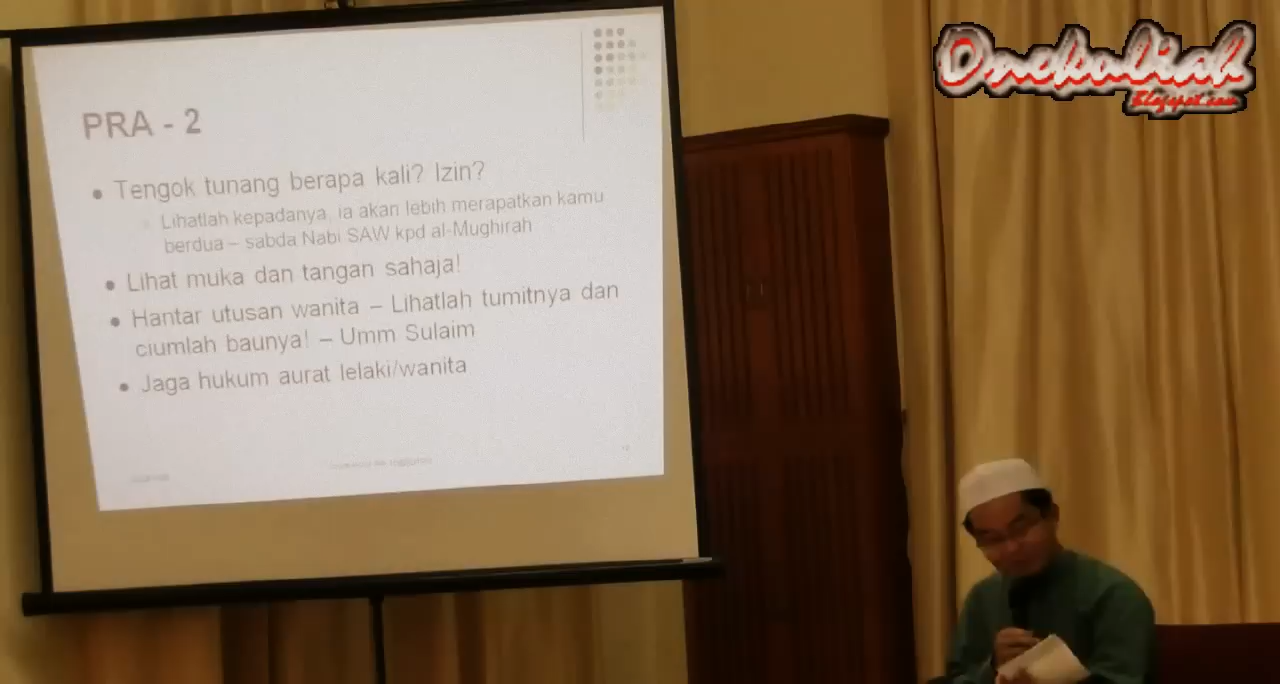 Onekuliah
Blogspot.com
PRA - 2
Tengok tunang berapa kali? Izin?
Lihatlah kepadanya, ia akan lebih merapatkan kamu
berdua – sabda Nabi SAW kpd al-Mughirah
Lihat muka dan tangan sahaja!
Hantar utusan wanita – Lihatlah tumitnya dan
ciumlah baunya! – Umm Sulaim
Jaga hukum aurat lelaki/wanita